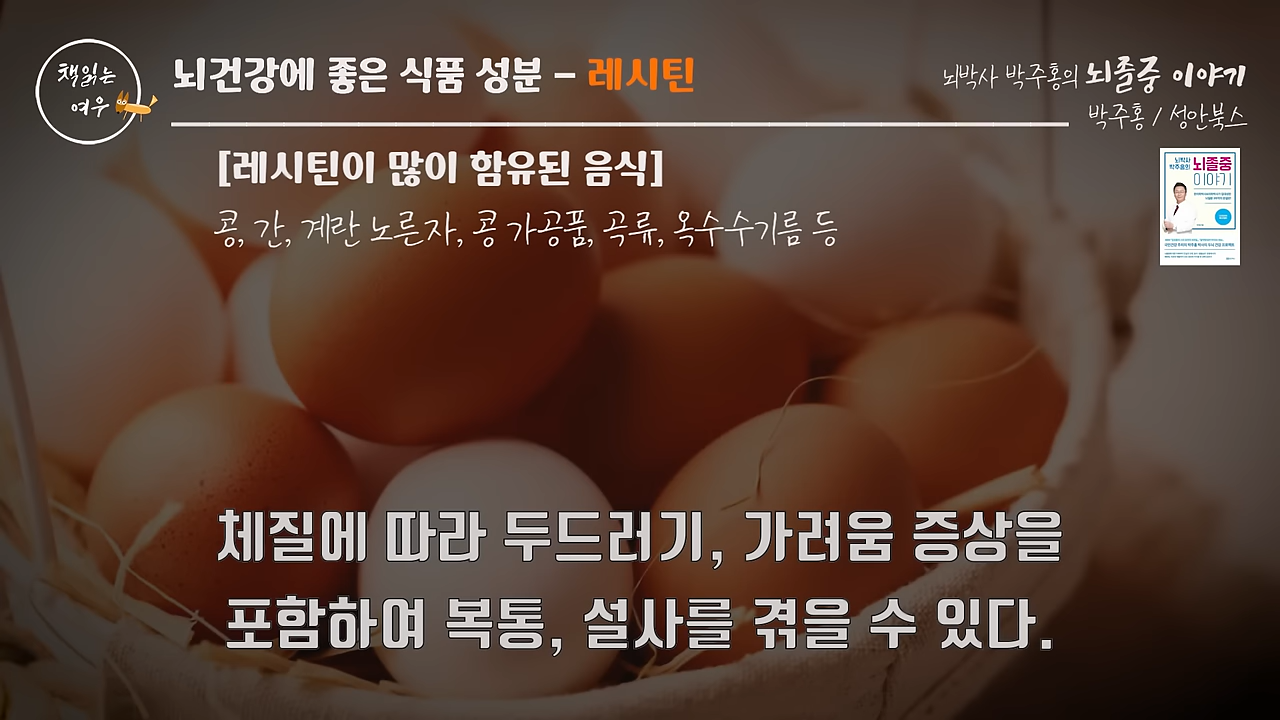 책읽는
여우
뇌건강에 좋은 식품 성분 – 레시틴
뇌박사 박주홍의 뇌졸중 이야기
박주홍 / 성안북스
[레시틴이 많이 함유된 음식]
콩, 간, 계란 노른자, 콩 가공품, 곡류, 옥수수기름 등
뇌박사
박주홍의 뇌졸중
이야기
체질에 따라 두드러기, 가려움 증상을
포함하여 복통, 설사를 겪을 수 있다.